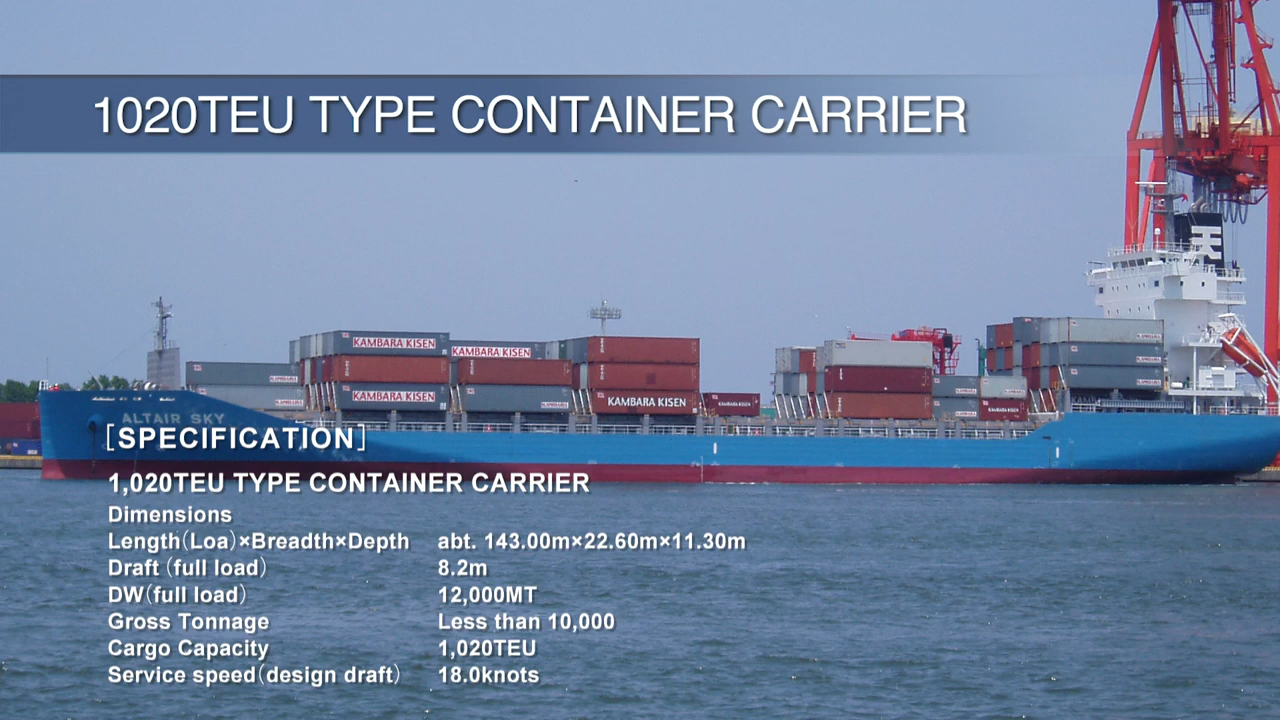 1020TEU TYPE CONTAINER CARRIER
KAMBARA KISEN
KAMBARA KISEN
KAMBARA KISEN
KAMBARA KISEN
ALTAIR SKY
[SPECIFICATION]
1,020TEU TYPE CONTAINER CARRIER
Dimensions
Length(Loa)×Breadth×Depth abt. 143.00m×22.60m×11.30m
Draft (full load) 8.2m
DW(full load) 12,000MT
Gross Tonnage Less than 10,000
Cargo Capacity 1,020TEU
Service speed(design draft) 18.0knots